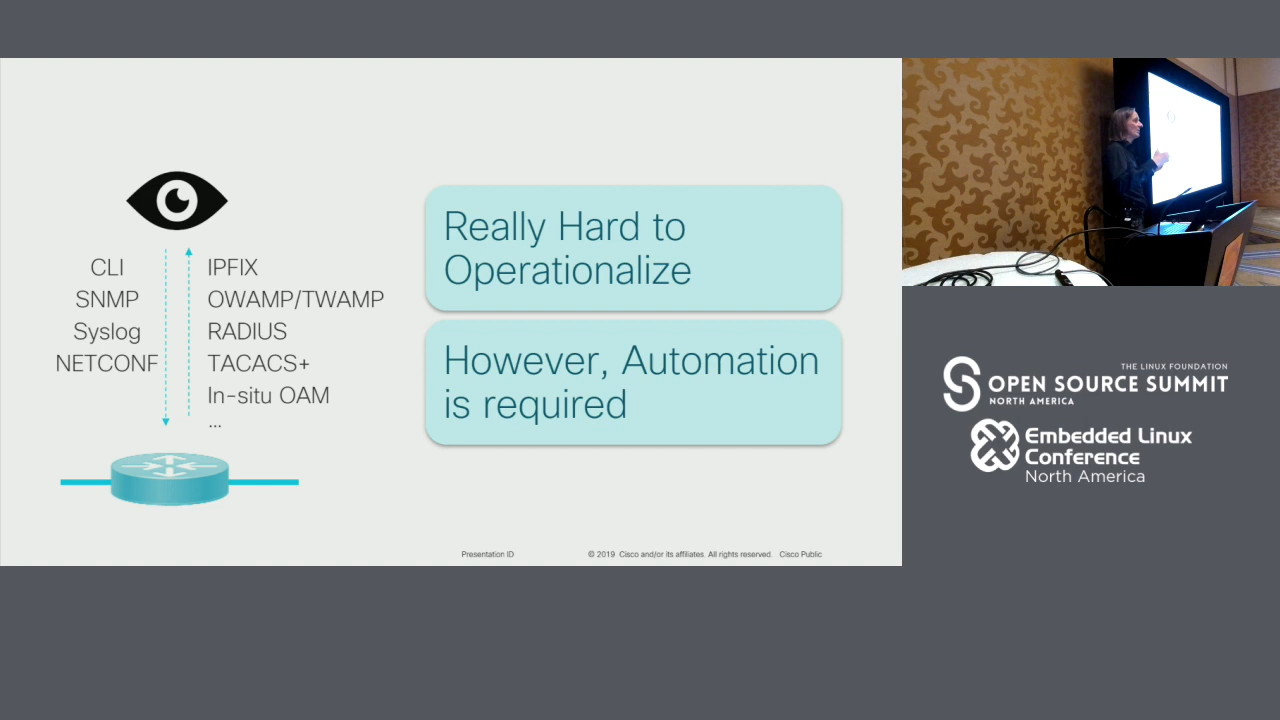 CLI
SNMP
Syslog
NETCONF
IPFIX
OWAMP/TWAMP
RADIUS
TACACS+
In-situ OAM
...
Really Hard to
Operationalize
However, Automation
is required
Presentation ID
© 2019 Cisco and/or its affiliates. All rights reserved. Cisco Public
THE LINUX FOUNDATION
OPEN SOURCE SUMMIT
NORTH AMERICA
Embedded Linux
Conference
North America